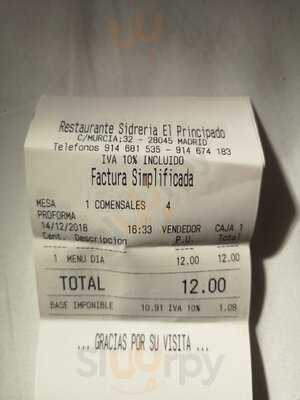 Restaurante Sidreria El Principado
C/MURCIA;32 - 28045 MADRID
Telefonos 914 681 535 - 914 674 183
IVA 10% INCLUIDO
Factura Simplificada
MESA 1 COMENSALES 4
PROFORMA
14/12/2018 16:33 VENDEDOR CAJA 1
Cant. Descripcion P.U. Total
1 MENU DIA 12.00 12.00
TOTAL 12.00
BASE IMPONIBLE 10.91 IVA 10% 1.09
... GRACIAS POR SU VISITA ...
Sluurpy